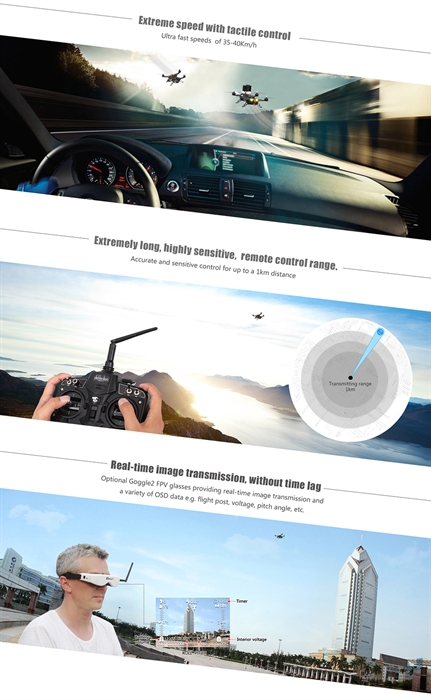 Extreme speed with tactile control
Ultra fast speeds of 35-40Km/h
Extremely long, highly sensitive, remote control range.
Accurate and sensitive control for up to a 1km distance
Transmitting range
1km
Real-time image transmission, without time lag
Optional Goggle2 FPV glasses providing real-time image transmission and
a variety of OSD data e.g. flight post, voltage, pitch angle, etc.
Timer
Interior voltage